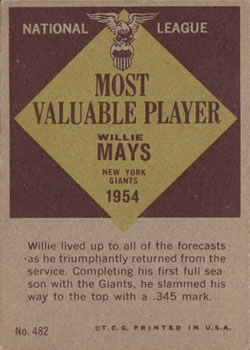 NATIONAL LEAGUE
MOST
VALUABLE PLAYER
WILLIE
MAYS
NEW YORK
GIANTS
1954
Willie lived up to all of the forecasts
as he triumphantly returned from the
service. Completing his first full sea-
son with the Giants, he slammed his
way to the top with a .345 mark.
No. 482 ©T.C.G. PRINTED IN U.S.A.